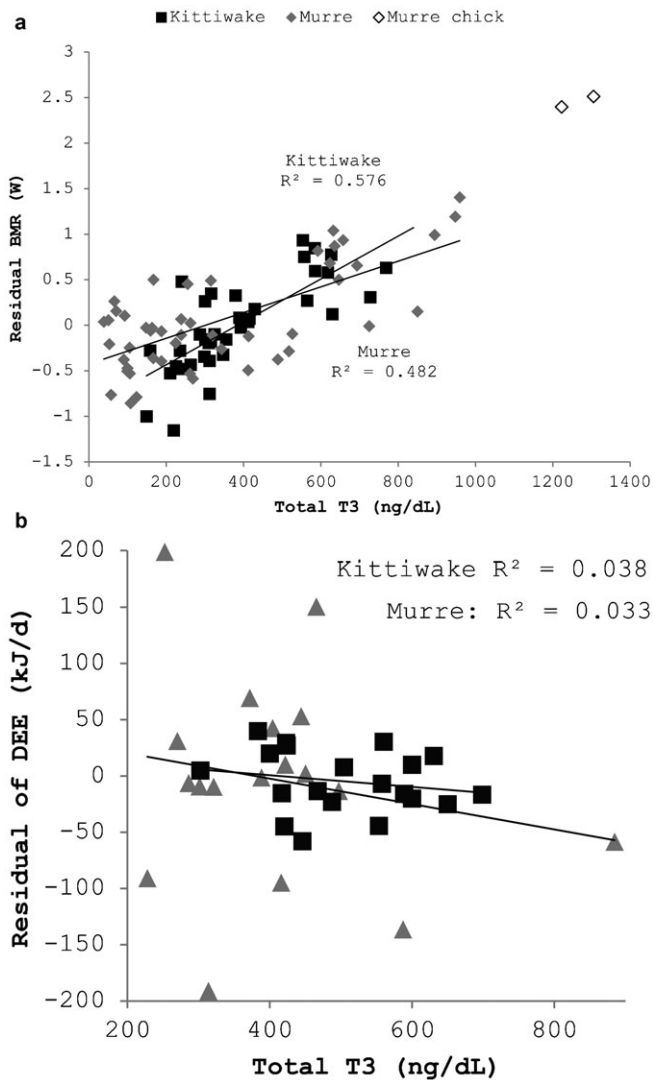 a
Kittiwake Murre Murre chick
3
2.5
2
1.5
1
0.5
0
−0.5
−1
−1.5
Residual BMR (W)
Kittiwake
R² = 0.576
Murre
R² = 0.482
0 200 400 600 800 1000 1200 1400
Total T3 (ng/dL)
b
200
150
100
50
0
−50
−100
−150
−200
Residual of DEE (kJ/d)
Kittiwake R² = 0.038
Murre: R² = 0.033
200 400 600 800
Total T3 (ng/dL)